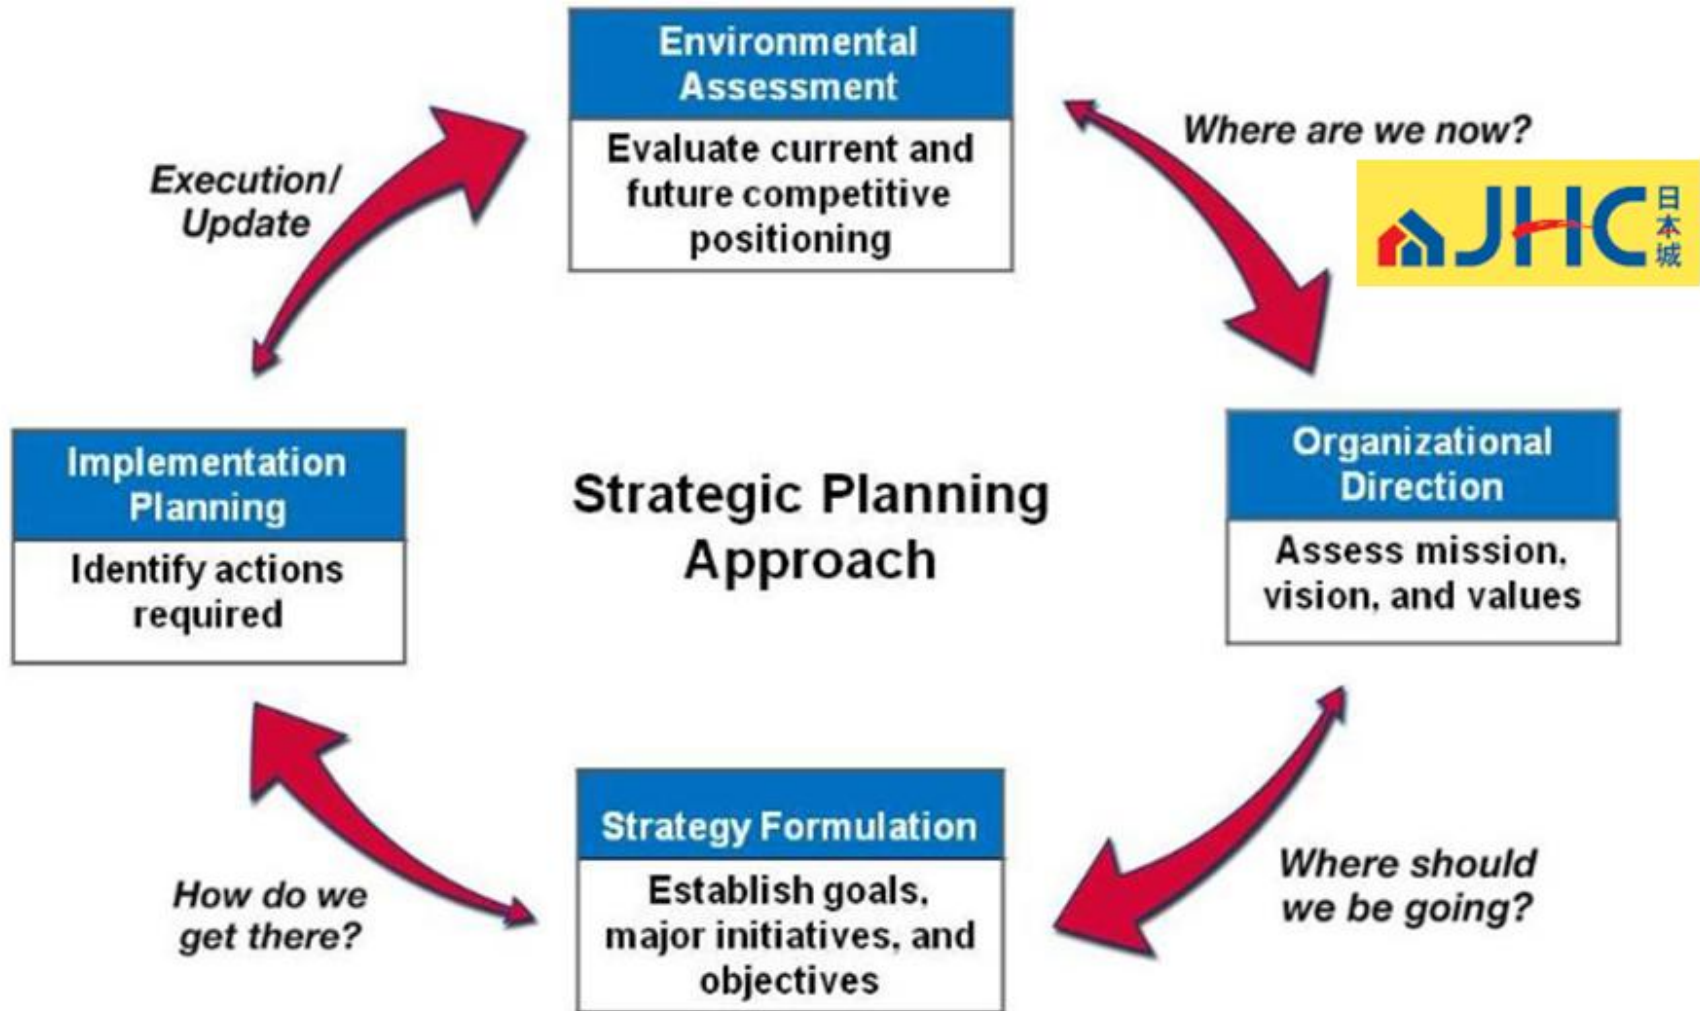 Environmental
Assessment
Evaluate current and
future competitive
positioning
Where are we now?
JHC
日本城
Execution/
Update
Organizational
Direction
Assess mission,
vision, and values
Implementation
Planning
Identify actions
required
Strategic Planning
Approach
Where should
we be going?
Strategy Formulation
Establish goals,
major initiatives, and
objectives
How do we
get there?